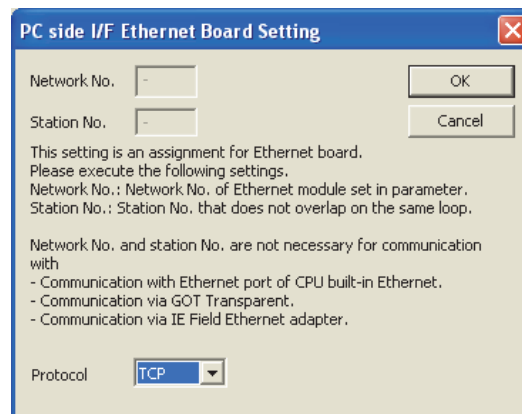 PC side I/F Ethernet Board Setting
Network No. -
OK
Station No. -
Cancel
This setting is an assignment for Ethernet board.
Please execute the following settings.
Network No.: Network No. of Ethernet module set in parameter.
Station No.: Station No. that does not overlap on the same loop.
Network No. and station No. are not necessary for communication
with
- Communication with Ethernet port of CPU built-in Ethernet.
- Communication via GOT Transparent.
- Communication via IE Field Ethernet adapter.
Protocol TCP